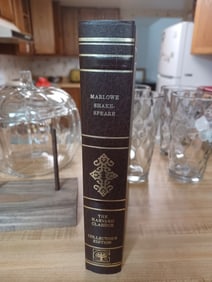 MARLOWE
SHAKE-
SPEARE
THE
HARVARD
CLASSICS
COLLECTOR'S
EDITION